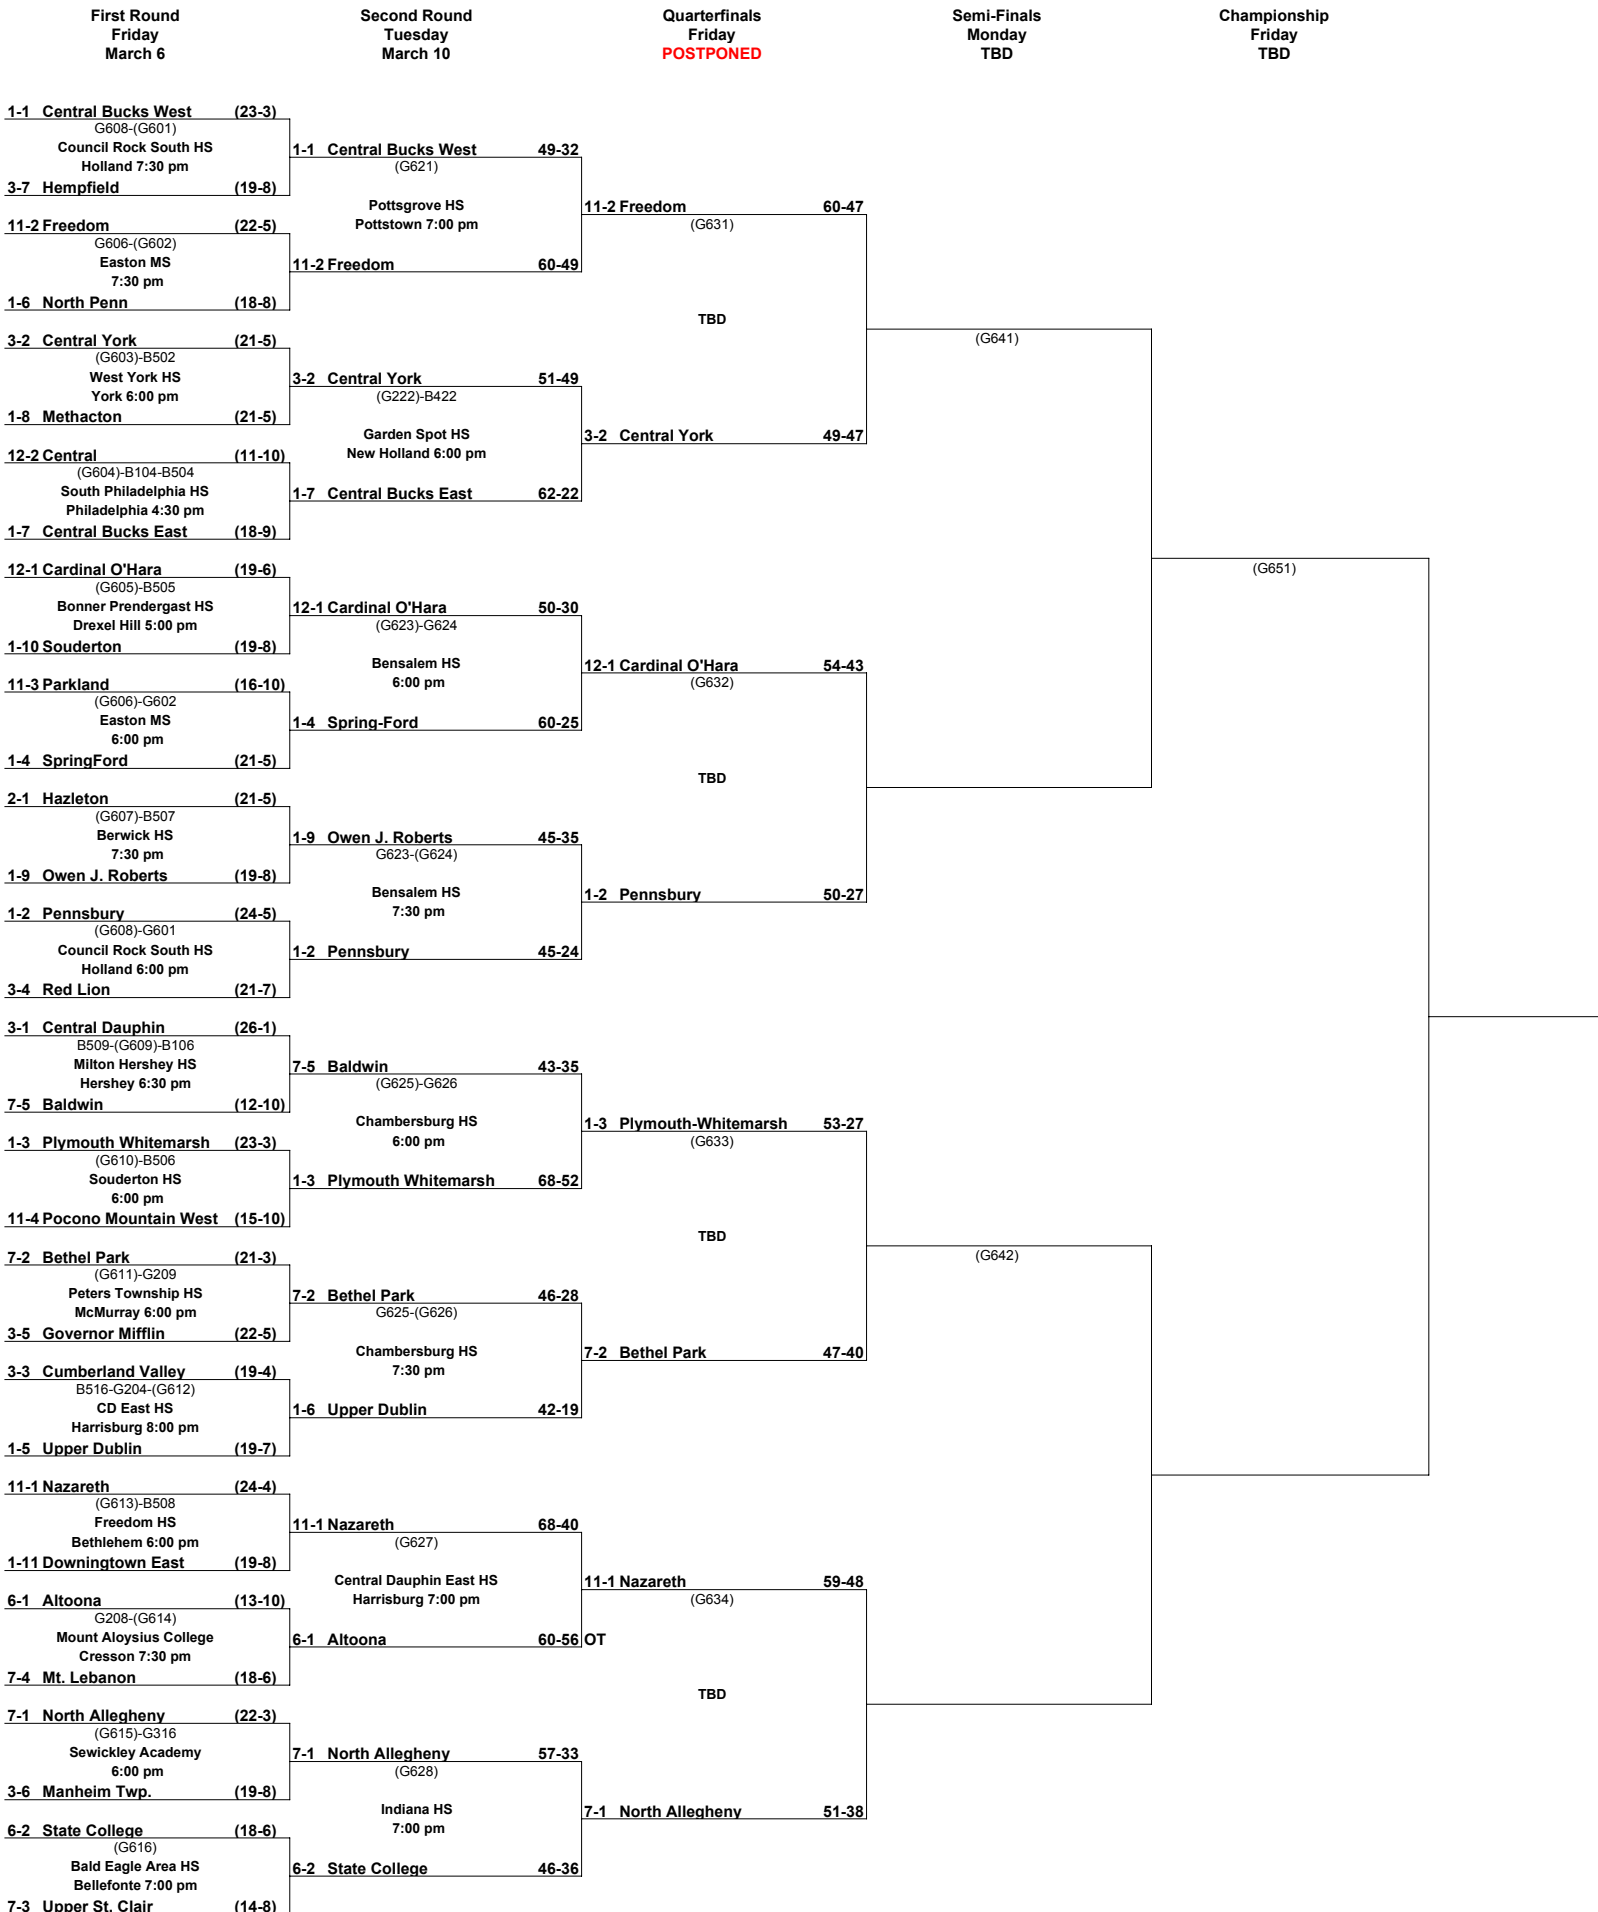 First Round
Friday
March 6
Second Round
Tuesday
March 10
Quarterfinals
Friday
POSTPONED
Semi-Finals
Monday
TBD
Championship
Friday
TBD
1-1 Central Bucks West (23-3)
G608-(G601)
Council Rock South HS
Holland 7:30 pm
3-7 Hempfield (19-8)
11-2 Freedom (22-5)
G606-(G602)
Easton MS
7:30 pm
1-6 North Penn (18-8)
3-2 Central York (21-5)
(G603)-B502
West York HS
York 6:00 pm
1-8 Methacton (21-5)
12-2 Central (11-10)
(G604)-B104-B504
South Philadelphia HS
Philadelphia 4:30 pm
1-7 Central Bucks East (18-9)
12-1 Cardinal O'Hara (19-6)
(G605)-B505
Bonner Prendergast HS
Drexel Hill 5:00 pm
1-10 Souderton (19-8)
11-3 Parkland (16-10)
(G606)-G602
Easton MS
6:00 pm
1-4 SpringFord (21-5)
2-1 Hazleton (21-5)
(G607)-B507
Berwick HS
7:30 pm
1-9 Owen J. Roberts (19-8)
1-2 Pennsbury (24-5)
(G608)-G601
Council Rock South HS
Holland 6:00 pm
3-4 Red Lion (21-7)
3-1 Central Dauphin (26-1)
B509-(G609)-B106
Milton Hershey HS
Hershey 6:30 pm
7-5 Baldwin (12-10)
1-3 Plymouth Whitemarsh (23-3)
(G610)-B506
Souderton HS
6:00 pm
11-4 Pocono Mountain West (15-10)
7-2 Bethel Park (21-3)
(G611)-G209
Peters Township HS
McMurray 6:00 pm
3-5 Governor Mifflin (22-5)
3-3 Cumberland Valley (19-4)
B516-G204-(G612)
CD East HS
Harrisburg 8:00 pm
1-5 Upper Dublin (19-7)
11-1 Nazareth (24-4)
(G613)-B508
Freedom HS
Bethlehem 6:00 pm
1-11 Downingtown East (19-8)
6-1 Altoona (13-10)
G208-(G614)
Mount Aloysius College
Cresson 7:30 pm
7-4 Mt. Lebanon (18-6)
7-1 North Allegheny (22-3)
(G615)-G316
Sewickley Academy
6:00 pm
3-6 Manheim Twp. (19-8)
6-2 State College (18-6)
(G616)
Bald Eagle Area HS
Bellefonte 7:00 pm
7-3 Upper St. Clair (14-8)
1-1 Central Bucks West 49-32
(G621)
Pottsgrove HS
Pottstown 7:00 pm
11-2 Freedom 60-49
3-2 Central York 51-49
(G222)-B422
Garden Spot HS
New Holland 6:00 pm
1-7 Central Bucks East 62-22
12-1 Cardinal O'Hara 50-30
(G623)-G624
Bensalem HS
6:00 pm
1-4 Spring-Ford 60-25
1-9 Owen J. Roberts 45-35
G623-(G624)
Bensalem HS
7:30 pm
1-2 Pennsbury 45-24
7-5 Baldwin 43-35
(G625)-G626
Chambersburg HS
6:00 pm
1-3 Plymouth Whitemarsh 68-52
7-2 Bethel Park 46-28
G625-(G626)
Chambersburg HS
7:30 pm
1-6 Upper Dublin 42-19
11-1 Nazareth 68-40
(G627)
Central Dauphin East HS
Harrisburg 7:00 pm
6-1 Altoona 60-56 OT
7-1 North Allegheny 57-33
(G628)
Indiana HS
7:00 pm
6-2 State College 46-36
11-2 Freedom 60-47
(G631)
TBD
3-2 Central York 49-47
12-1 Cardinal O'Hara 54-43
(G632)
TBD
1-2 Pennsbury 50-27
1-3 Plymouth-Whitemarsh 53-27
(G633)
TBD
7-2 Bethel Park 47-40
11-1 Nazareth 59-48
(G634)
TBD
7-1 North Allegheny 51-38
(G641)
(G642)
(G651)